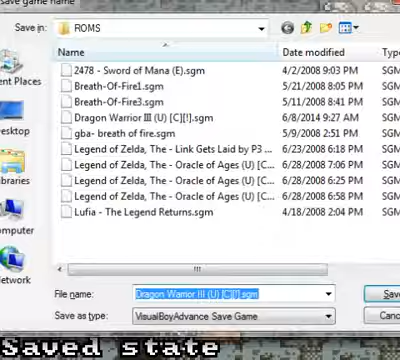 save game name
Save in: ROMS
Name Date modified Type
2478 - Sword of Mana (E).sgm 4/2/2008 9:03 PM SGM
Breath-Of-Fire1.sgm 5/21/2008 8:05 PM SGM
Breath-Of-Fire3.sgm 5/11/2008 8:41 PM SGM
Dragon Warrior III (U) [C][!].sgm 6/8/2014 9:27 AM SGM
gba- breath of fire.sgm 5/9/2008 2:51 PM SGM
Legend of Zelda, The - Link Gets Laid by P3 ... 6/23/2008 6:18 PM SGM
Legend of Zelda, The - Oracle of Ages (U) [C... 6/28/2008 7:06 PM SGM
Legend of Zelda, The - Oracle of Ages (U) [C... 6/28/2008 6:25 PM SGM
Legend of Zelda, The - Oracle of Ages (U) [C... 6/28/2008 6:58 PM SGM
Lufia - The Legend Returns.sgm 4/18/2008 2:04 PM SGM
ent Places
esktop
braries
omputer
etwork
File name: Dragon Warrior III (U) [C][!].sgm Save
Save as type: VisualBoyAdvance Save Game Canc
Saved state